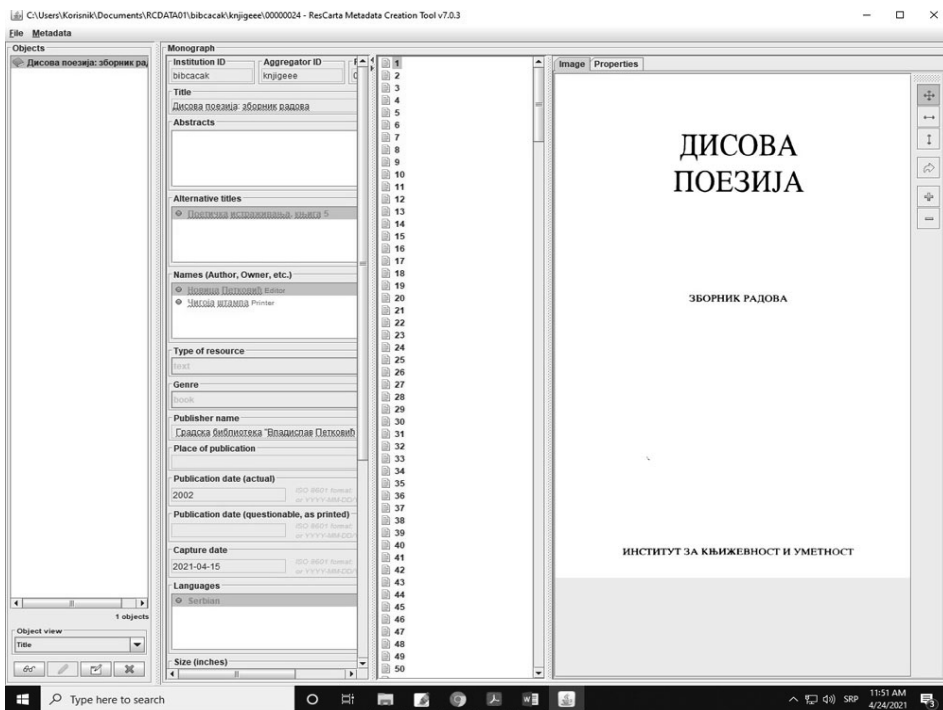 C:\Users\Korisnik\Documents\RCDATA01\bibcacak\knjigeee\00000024 - ResCarta Metadata Creation Tool v7.0.3
File Metadata
Objects
Дисова поезија: зборник рад
1 objects
Object view
Title
Monograph
Institution ID
Aggregator ID
bibcacak
knjigeee
Title
Дисова поезија: зборник радова
Abstracts
Alternative titles
Поетичка истраживања, књига 5
Names (Author, Owner, etc.)
Новица Петковић Editor
Чигоја штампа Printer
Type of resource
text
Genre
book
Publisher name
Градска библиотека "Владислав Петковић
Place of publication
Publication date (actual)
2002
ISO 8601 format:
or YYYY-MM-DD/
Publication date (questionable, as printed)
ISO 8601 format:
or YYYY-MM-DD/
Capture date
2021-04-15
ISO 8601 format:
or YYYY-MM-DD/
Languages
Serbian
Size (inches)
1
2
3
4
5
6
7
8
9
10
11
12
13
14
15
16
17
18
19
20
21
22
23
24
25
26
27
28
29
30
31
32
33
34
35
36
37
38
39
40
41
42
43
44
45
46
47
48
49
50
Image Properties
ДИСОВА
ПОЕЗИЈА
ЗБОРНИК РАДОВА
ИНСТИТУТ ЗА КЊИЖЕВНОСТ И УМЕТНОСТ
Type here to search
SRP
11:51 AM
4/24/2021